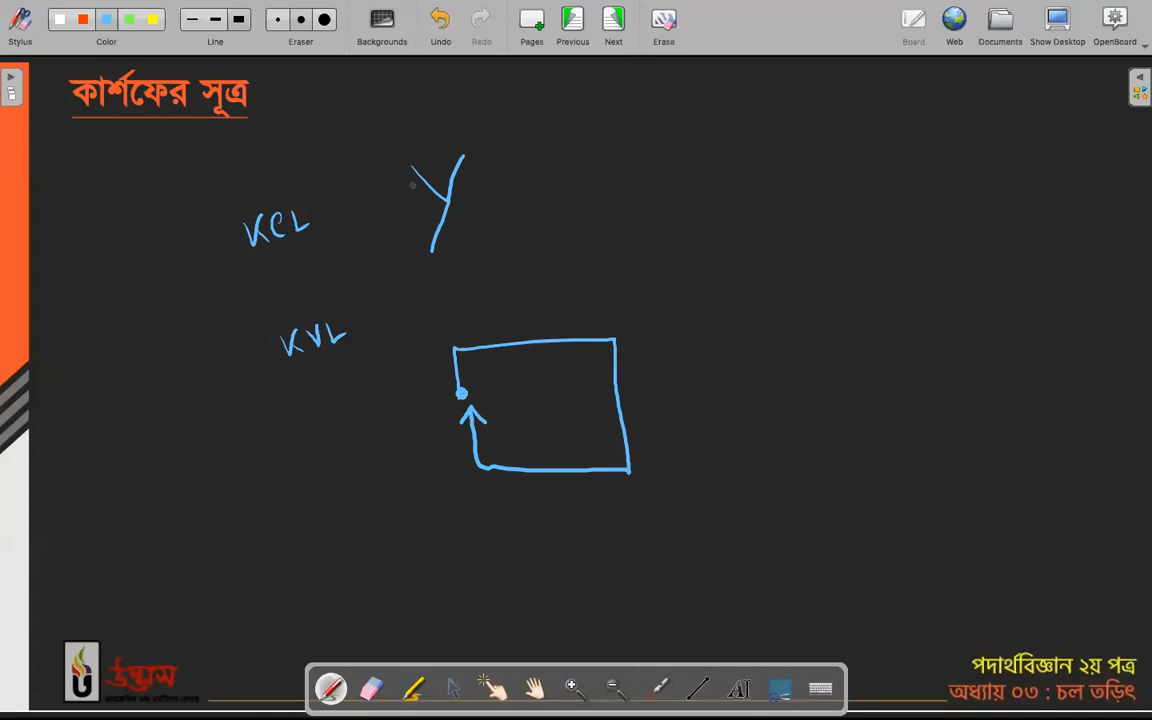 Stylus Color Line Eraser Backgrounds Undo Redo Pages Previous Next Erase Board Web Documents Show Desktop OpenBoard
কার্শফের সূত্র
KCL
KVL
উদ্ভাস
পদার্থবিজ্ঞান ২য় পত্র
অধ্যায় ০৩ : চল তড়িৎ